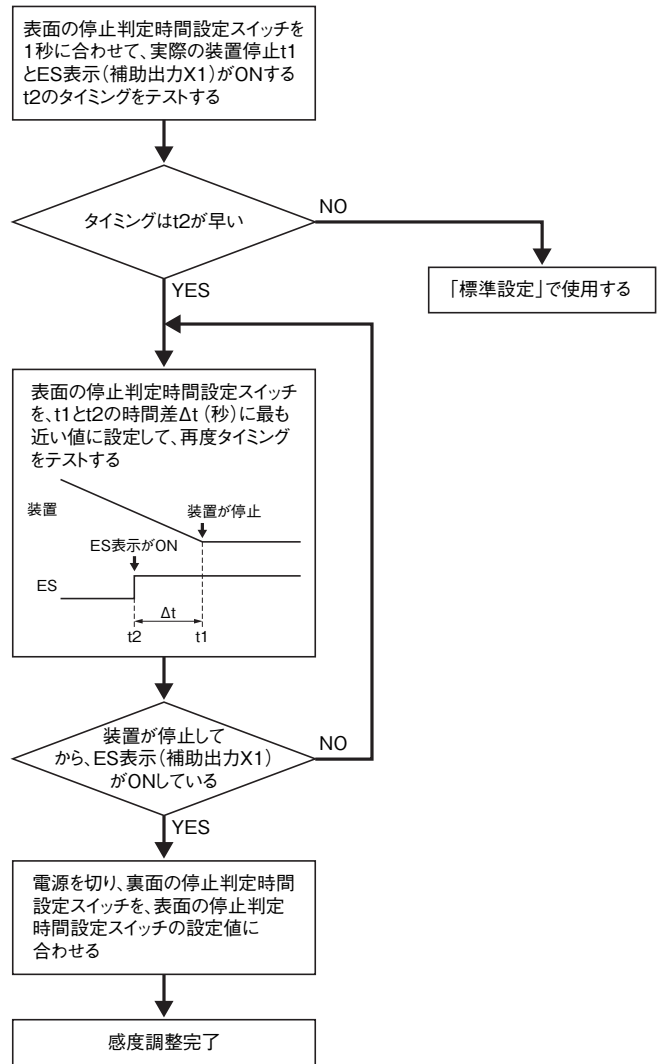 表面の停止判定時間設定スイッチを
1秒に合わせて、実際の装置停止t1
とES表示（補助出力X1）がONする
t2のタイミングをテストする
タイミングはt2が早い
NO
「標準設定」で使用する
YES
表面の停止判定時間設定スイッチ
を、t1とt2の時間差Δt（秒）に最も
近い値に設定して、再度タイミング
をテストする
装置
装置が停止
ES表示がON
ES
Δt
t2
t1
装置が停止して
から、ES表示（補助出力X1）
がONしている
NO
YES
電源を切り、裏面の停止判定時間
設定スイッチを、表面の停止判定
時間設定スイッチの設定値に
合わせる
感度調整完了